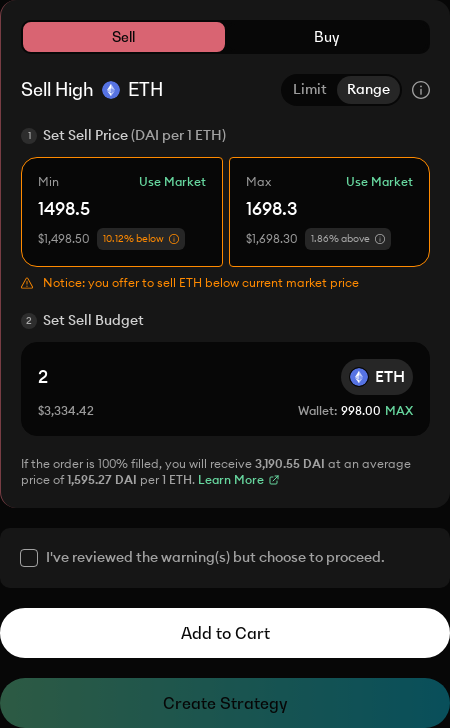 Sell Buy
Sell High ETH Limit Range
1 Set Sell Price (DAI per 1 ETH)
Min Use Market Max Use Market
1498.5 1698.3
$1,498.50 10.12% below $1,698.30 1.86% above
Notice: you offer to sell ETH below current market price
2 Set Sell Budget
2 ETH
$3,334.42 Wallet: 998.00 MAX
If the order is 100% filled, you will receive 3,190.55 DAI at an average
price of 1,595.27 DAI per 1 ETH. Learn More
I've reviewed the warning(s) but choose to proceed.
Add to Cart
Create Strategy